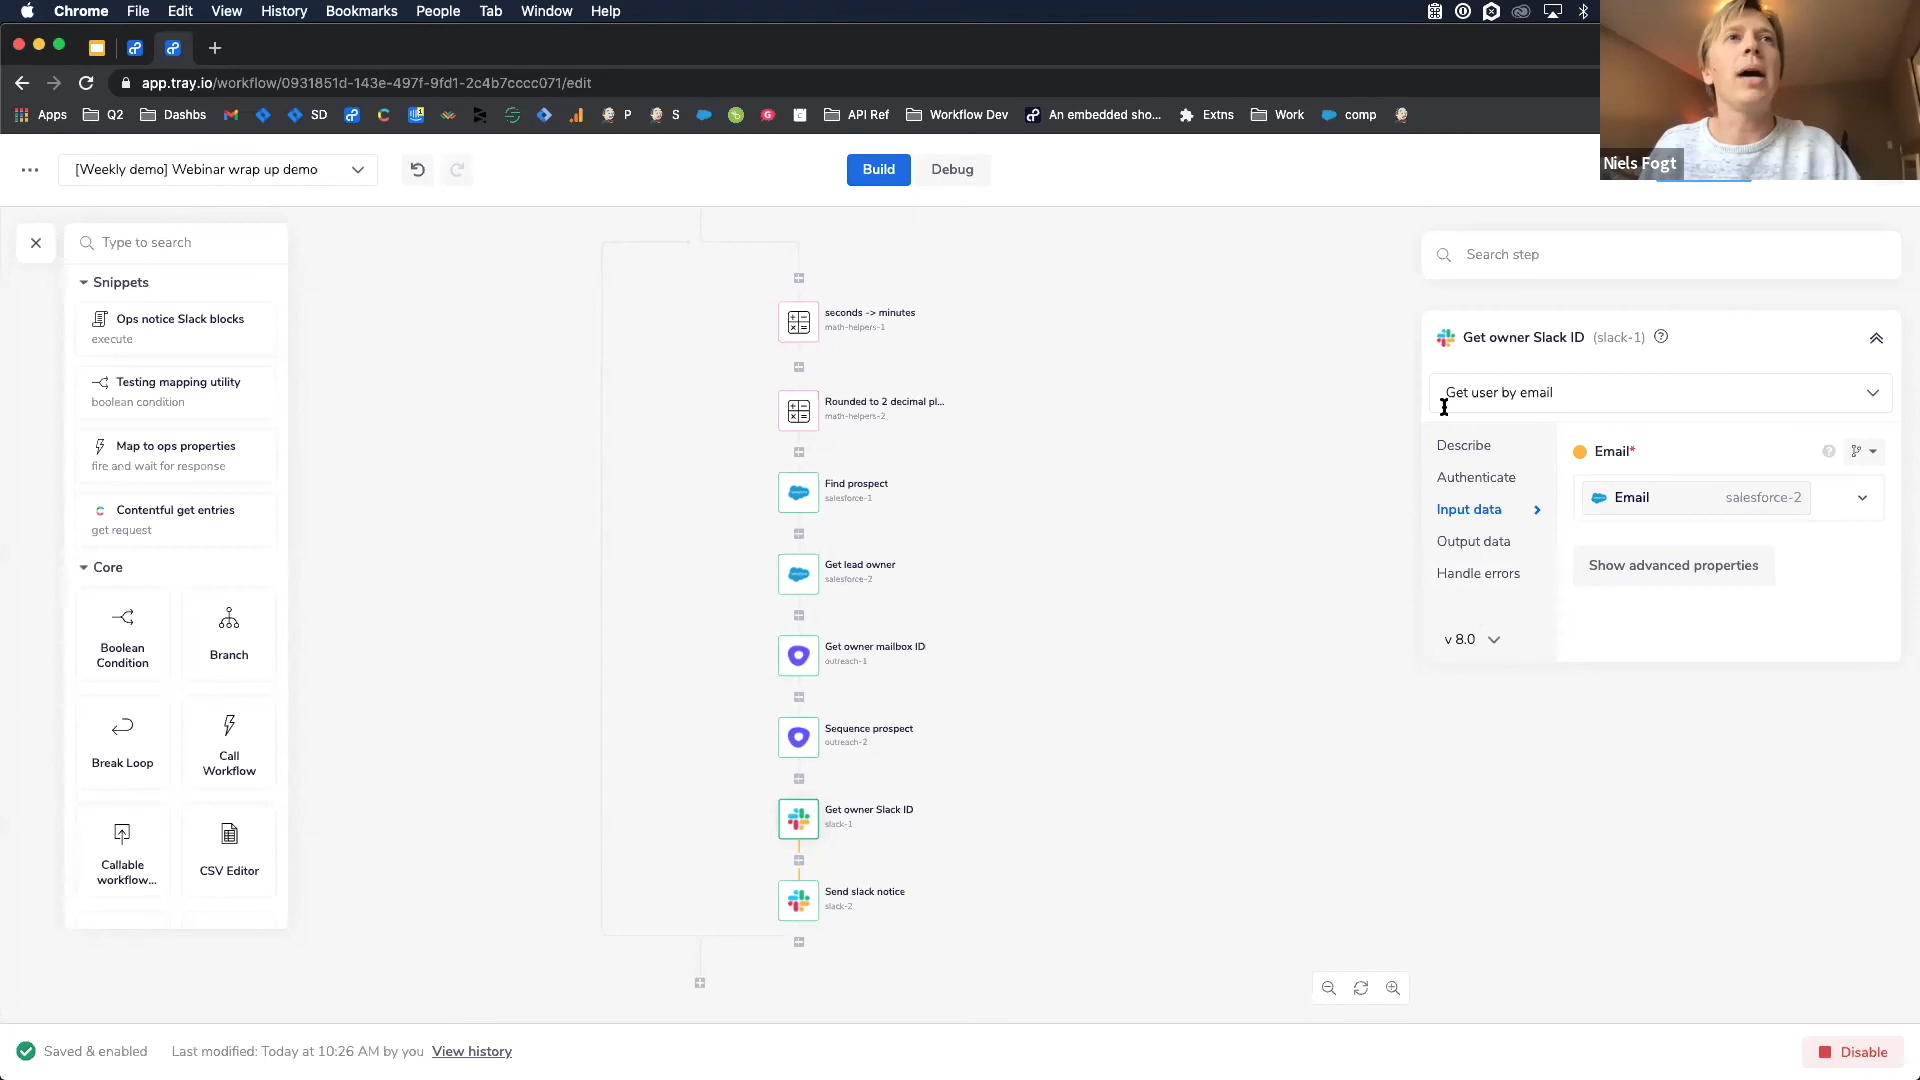 Chrome File Edit View History Bookmarks People Tab Window Help
app.tray.io/workflow/0931851d-143e-497f-9fd1-2c4b7cccc071/edit
Apps Q2 Dashbs SD P S API Ref Workflow Dev An embedded sho... Extns Work comp
Niels Fogt
[Weekly demo] Webinar wrap up demo
Build Debug
Type to search
Snippets
Ops notice Slack blocks
execute
Testing mapping utility
boolean condition
Map to ops properties
fire and wait for response
Contentful get entries
get request
Core
Boolean
Condition
Branch
Break Loop
Call
Workflow
Callable
workflow...
CSV Editor
seconds -> minutes
math-helpers-1
Rounded to 2 decimal pl...
math-helpers-2
Find prospect
salesforce-1
Get lead owner
salesforce-2
Get owner mailbox ID
outreach-1
Sequence prospect
outreach-2
Get owner Slack ID
slack-1
Send slack notice
slack-2
Search step
Get owner Slack ID (slack-1)
Get user by email
Describe
Authenticate
Input data
Output data
Handle errors
v 8.0
Email*
Email salesforce-2
Show advanced properties
Saved & enabled Last modified: Today at 10:26 AM by you View history
Disable